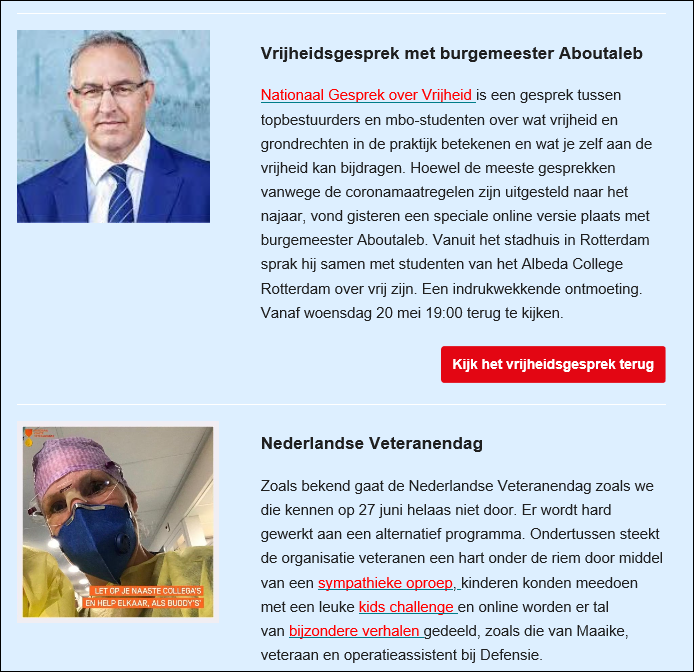 Vrijheidsgesprek met burgemeester Aboutaleb
Nationaal Gesprek over Vrijheid is een gesprek tussen
topbestuurders en mbo-studenten over wat vrijheid en
grondrechten in de praktijk betekenen en wat je zelf aan de
vrijheid kan bijdragen. Hoewel de meeste gesprekken
vanwege de coronamaatregelen zijn uitgesteld naar het
najaar, vond gisteren een speciale online versie plaats met
burgemeester Aboutaleb. Vanuit het stadhuis in Rotterdam
sprak hij samen met studenten van het Albeda College
Rotterdam over vrij zijn. Een indrukwekkende ontmoeting.
Vanaf woensdag 20 mei 19:00 terug te kijken.
Kijk het vrijheidsgesprek terug
Nederlandse Veteranendag
Zoals bekend gaat de Nederlandse Veteranendag zoals we
die kennen op 27 juni helaas niet door. Er wordt hard
gewerkt aan een alternatief programma. Ondertussen steekt
de organisatie veteranen een hart onder de riem door middel
van een sympathieke oproep, kinderen konden meedoen
met een leuke kids challenge en online worden er tal
van bijzondere verhalen gedeeld, zoals die van Maaike,
veteraan en operatieassistent bij Defensie.
LET OP JE NAASTE COLLEGA'S
EN HELP ELKAAR, ALS BUDDY'S"